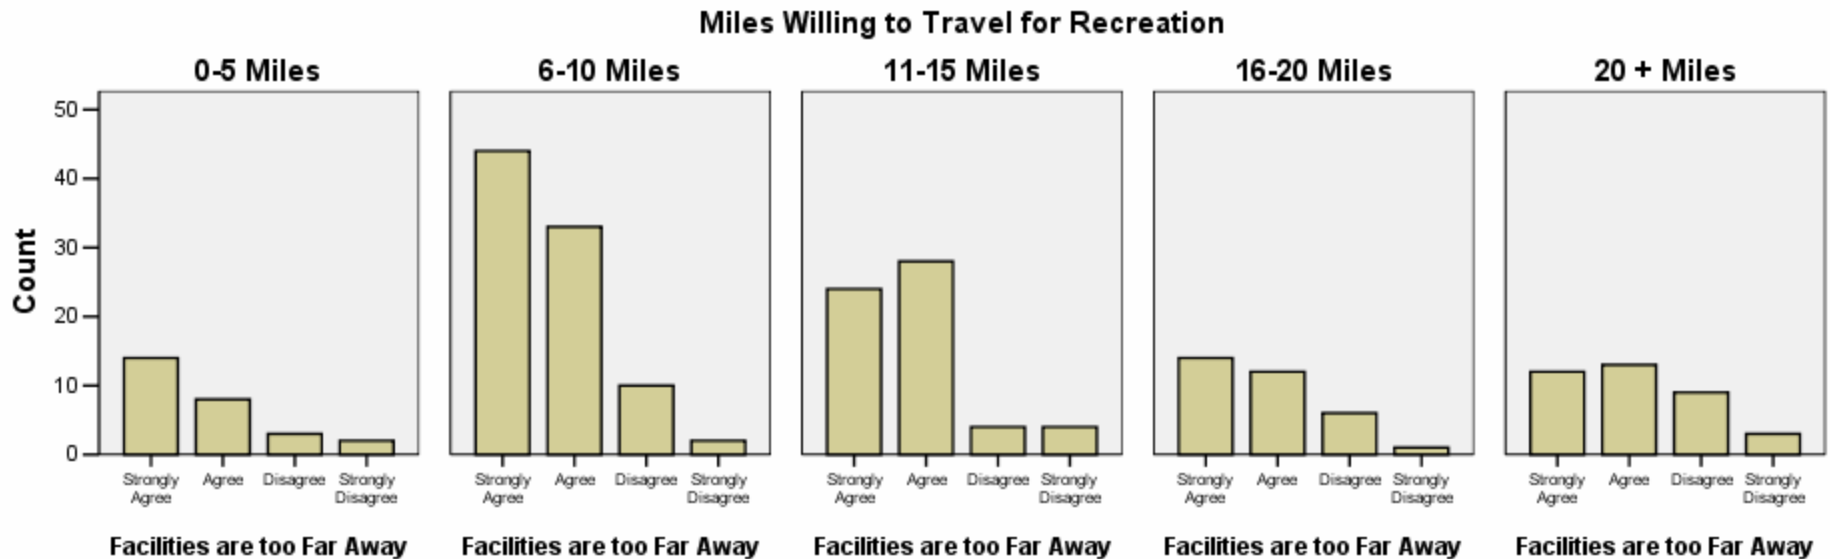 Miles Willing to Travel for Recreation
0-5 Miles
6-10 Miles
11-15 Miles
16-20 Miles
20 + Miles
Count
50
40
30
20
10
0
Strongly Agree
Agree
Disagree
Strongly Disagree
Strongly Agree
Agree
Disagree
Strongly Disagree
Strongly Agree
Agree
Disagree
Strongly Disagree
Strongly Agree
Agree
Disagree
Strongly Disagree
Strongly Agree
Agree
Disagree
Strongly Disagree
Facilities are too Far Away
Facilities are too Far Away
Facilities are too Far Away
Facilities are too Far Away
Facilities are too Far Away